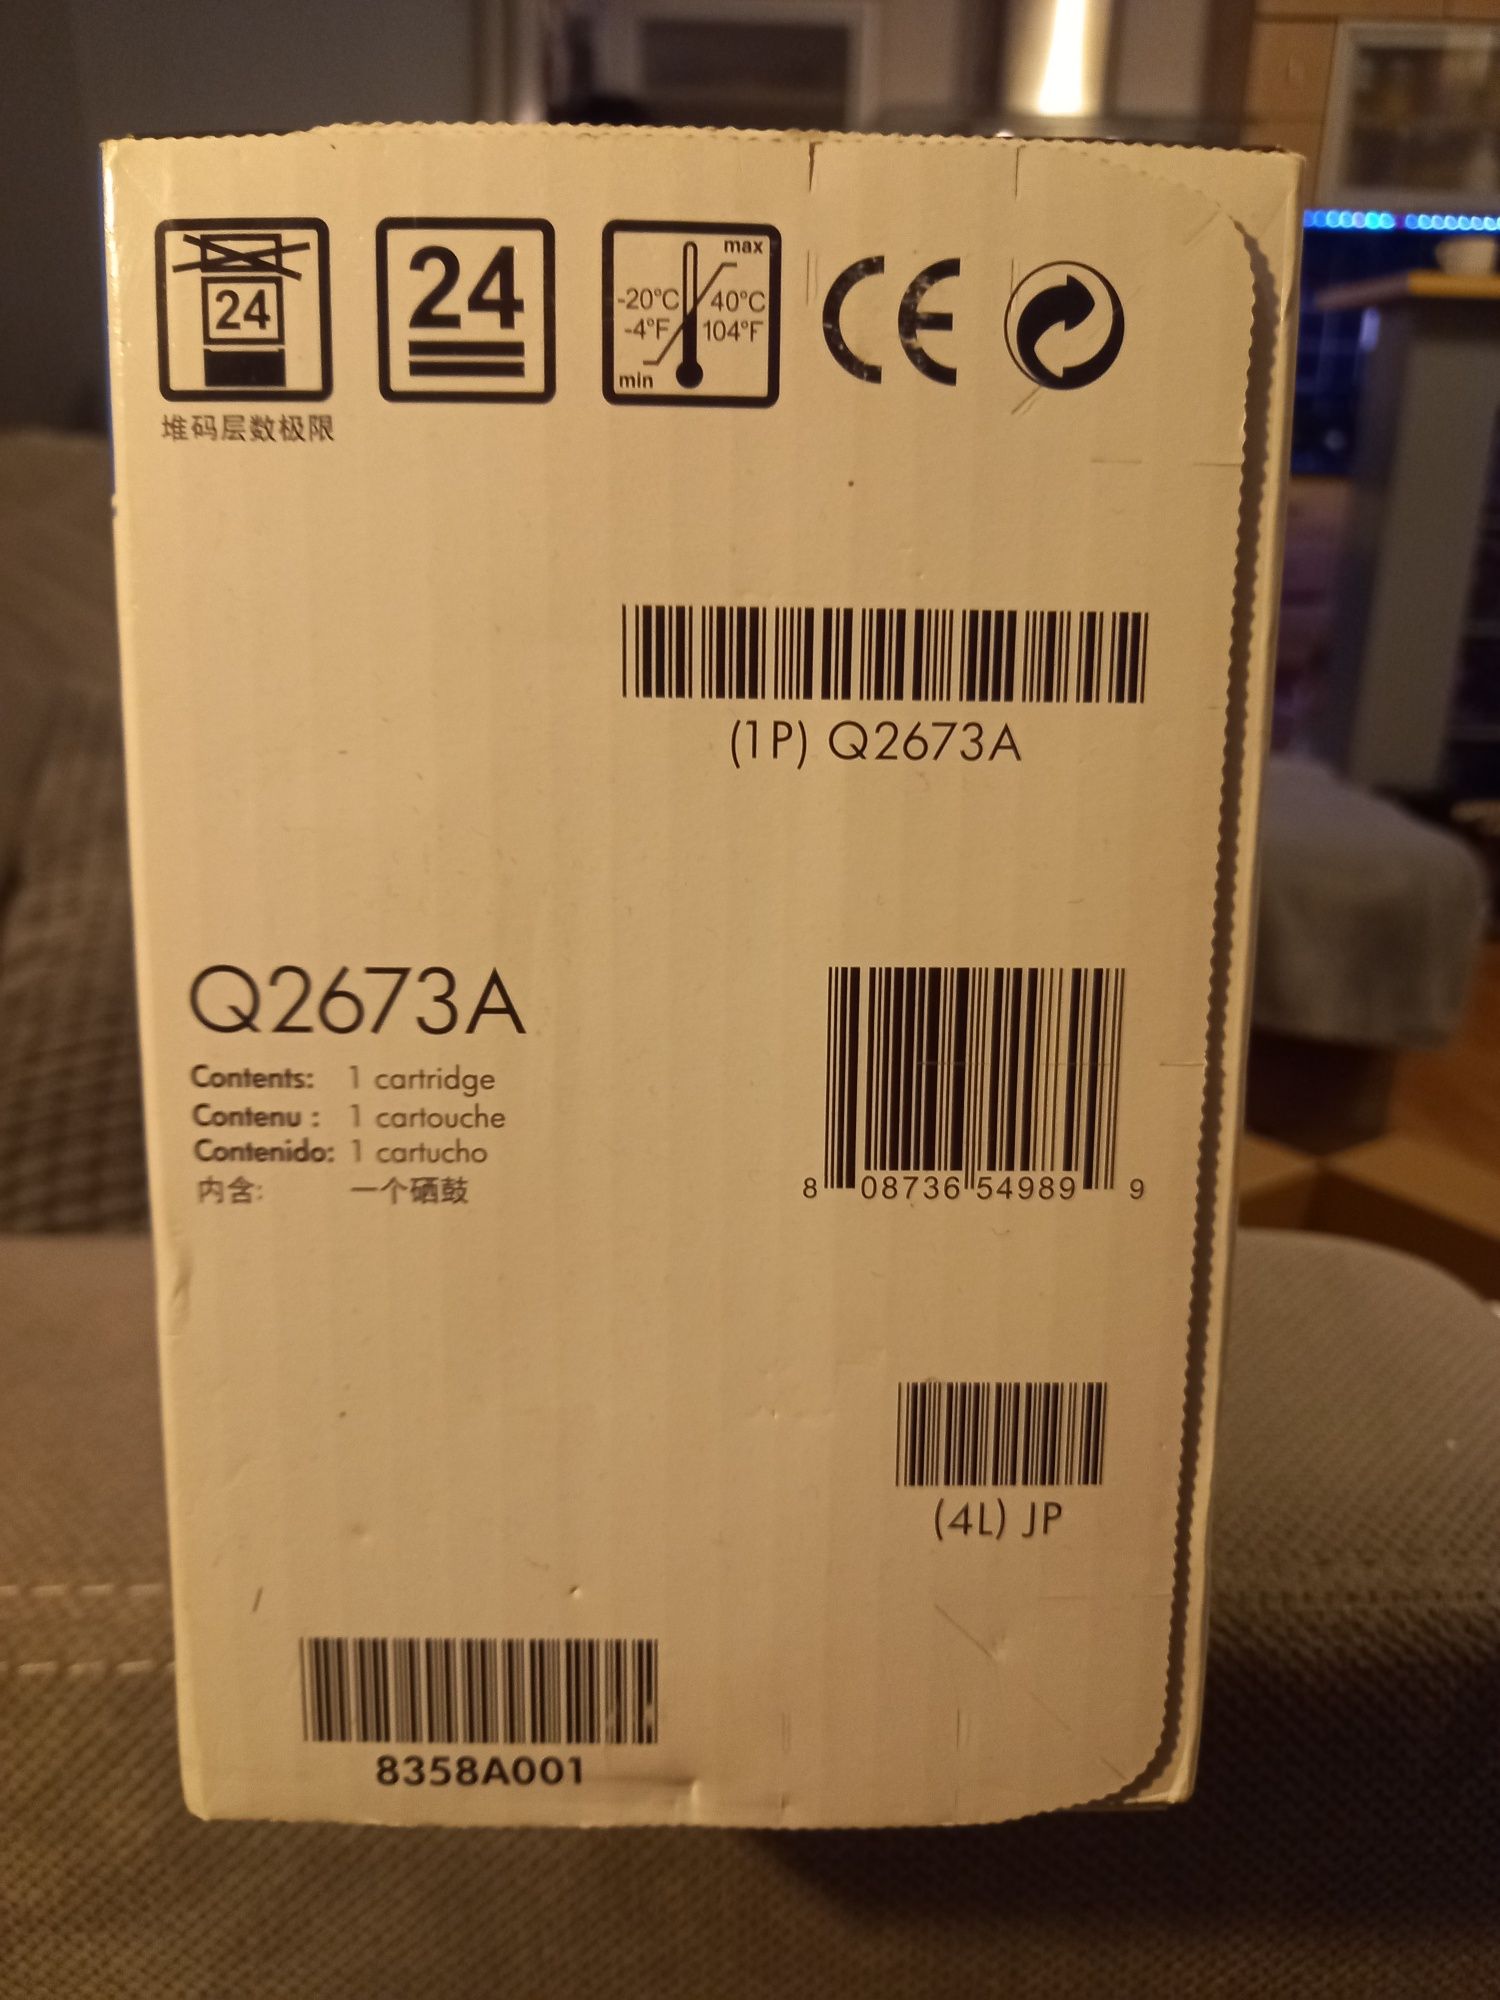 24
堆码层数极限
24
max
-20°C 40°C
-4°F 104°F
min
CE
(1P) Q2673A
Q2673A
Contents: 1 cartridge
Contenu : 1 cartouche
Contenido: 1 cartucho
内含: 一个硒鼓
8 08736 54989 9
(4L) JP
8358A001